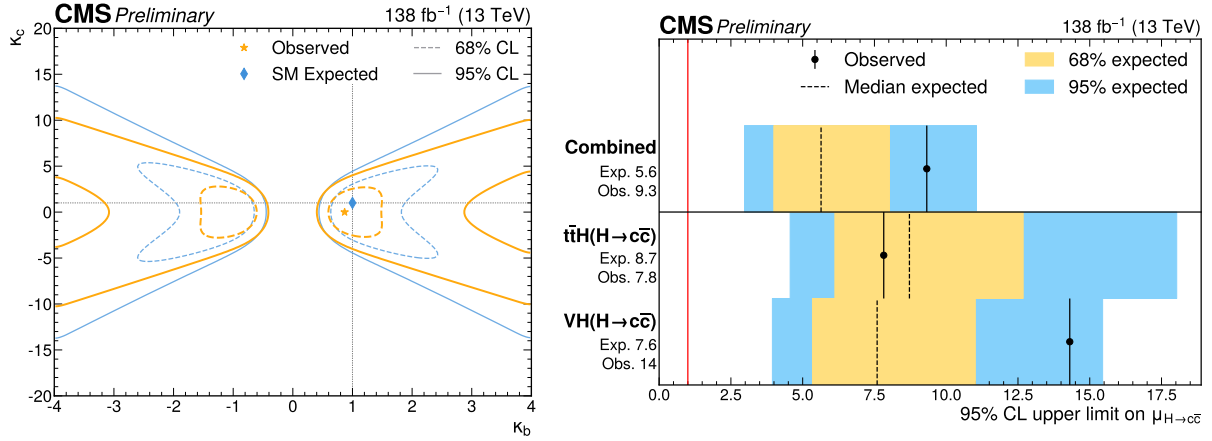 CMS Preliminary
138 fb⁻¹ (13 TeV)
κc
20
15
10
5
0
-5
-10
-15
-20
Observed
SM Expected
68% CL
95% CL
-4 -3 -2 -1 0 1 2 3 4
κb
CMS Preliminary
138 fb⁻¹ (13 TeV)
Observed
Median expected
68% expected
95% expected
Combined
Exp. 5.6
Obs. 9.3
tt̄H(H→cc̄)
Exp. 8.7
Obs. 7.8
VH(H→cc̄)
Exp. 7.6
Obs. 14
0.0 2.5 5.0 7.5 10.0 12.5 15.0 17.5
95% CL upper limit on μH→cc̄